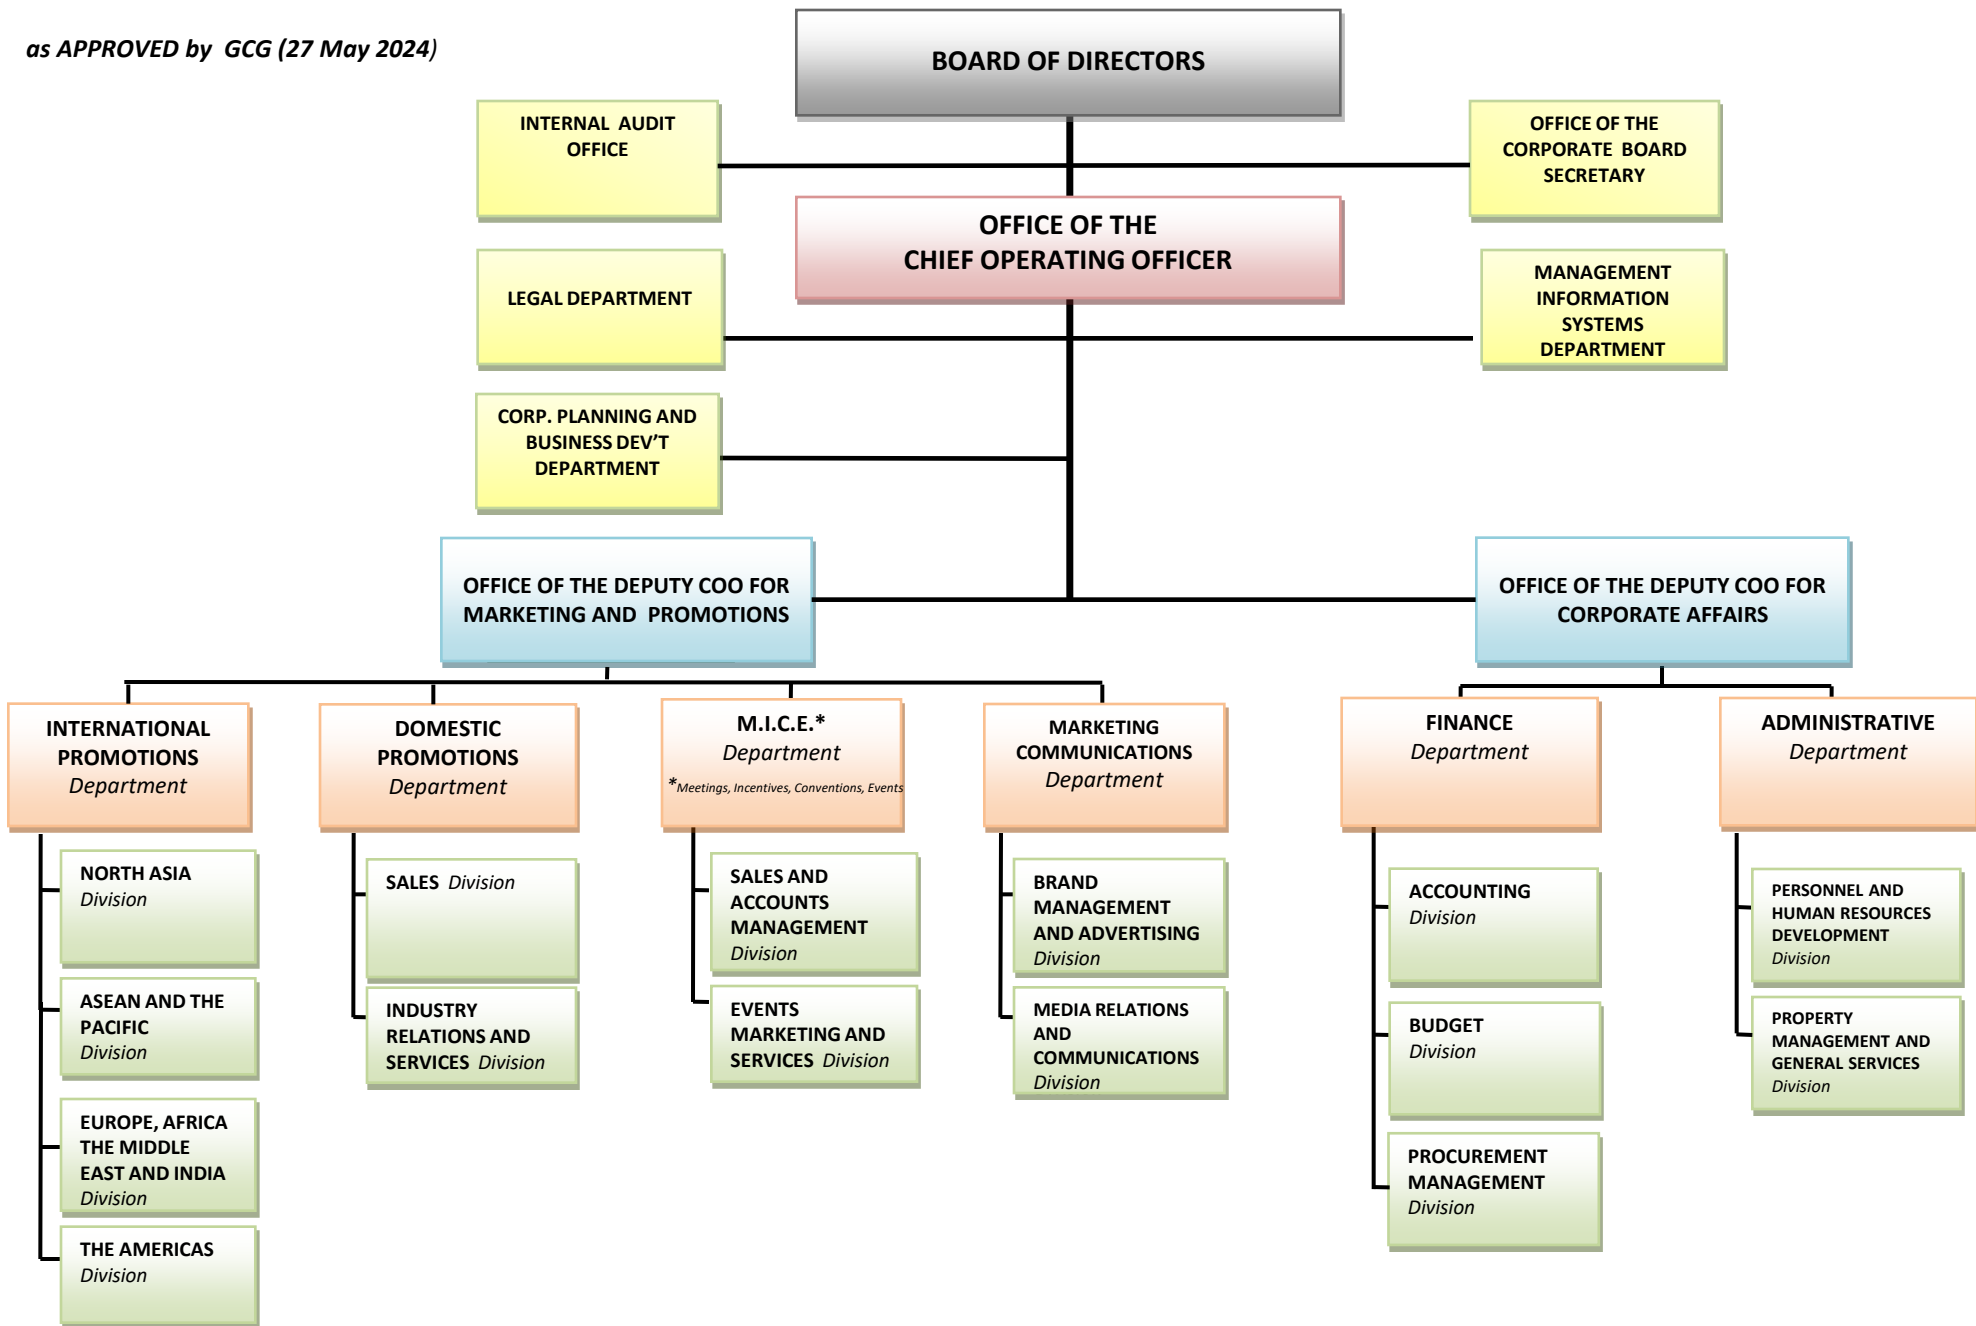 as APPROVED by GCG (27 May 2024)
BOARD OF DIRECTORS
INTERNAL AUDIT
OFFICE
OFFICE OF THE
CORPORATE BOARD
SECRETARY
OFFICE OF THE
CHIEF OPERATING OFFICER
LEGAL DEPARTMENT
MANAGEMENT
INFORMATION
SYSTEMS
DEPARTMENT
CORP. PLANNING AND
BUSINESS DEV’T
DEPARTMENT
OFFICE OF THE DEPUTY COO FOR
MARKETING AND PROMOTIONS
OFFICE OF THE DEPUTY COO FOR
CORPORATE AFFAIRS
INTERNATIONAL
PROMOTIONS
Department
DOMESTIC
PROMOTIONS
Department
M.I.C.E.*
Department
*Meetings, Incentives, Conventions, Events
MARKETING
COMMUNICATIONS
Department
FINANCE
Department
ADMINISTRATIVE
Department
NORTH ASIA
Division
ASEAN AND THE
PACIFIC
Division
EUROPE, AFRICA
THE MIDDLE
EAST AND INDIA
Division
THE AMERICAS
Division
SALES Division
INDUSTRY
RELATIONS AND
SERVICES Division
SALES AND
ACCOUNTS
MANAGEMENT
Division
EVENTS
MARKETING AND
SERVICES Division
BRAND
MANAGEMENT
AND ADVERTISING
Division
MEDIA RELATIONS
AND
COMMUNICATIONS
Division
ACCOUNTING
Division
BUDGET
Division
PROCUREMENT
MANAGEMENT
Division
PERSONNEL AND
HUMAN RESOURCES
DEVELOPMENT
Division
PROPERTY
MANAGEMENT AND
GENERAL SERVICES
Division